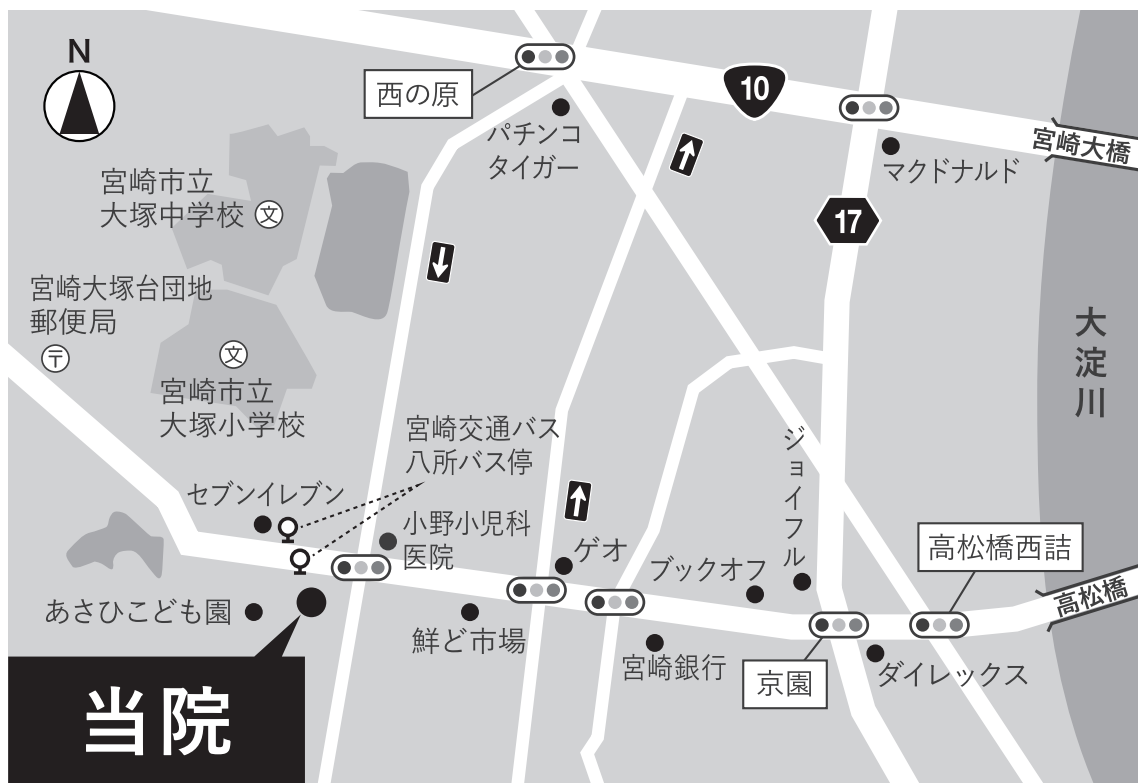 N
西の原
10
宮崎大橋
パチンコ
タイガー
マクドナルド
宮崎市立
大塚中学校
文
17
宮崎大塚台団地
郵便局
〒
文
宮崎市立
大塚小学校
大淀川
宮崎交通バス
八所バス停
ジョイフル
セブンイレブン
小野小児科
医院
ゲオ
ブックオフ
高松橋西詰
高松橋
あさひこども園
鮮ど市場
宮崎銀行
京園
ダイレックス
当院